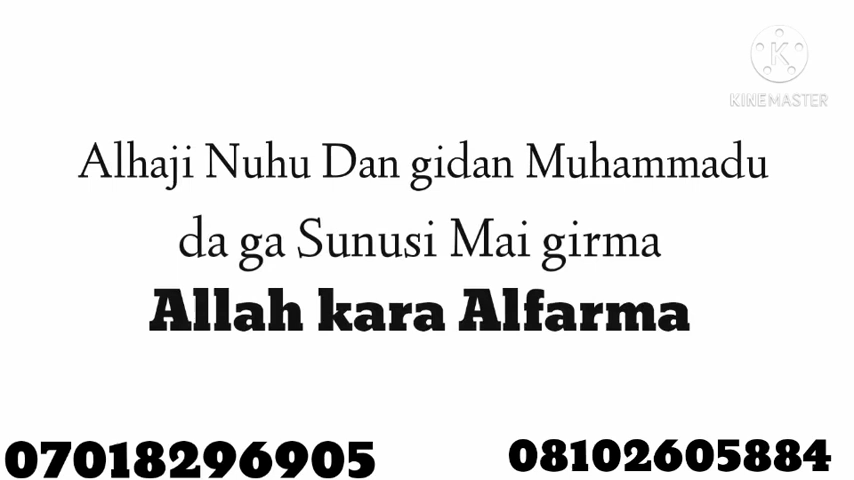 KINEMASTER
Alhaji Nuhu Dan gidan Muhammadu
da ga Sunusi Mai girma
Allah kara Alfarma
07018296905 08102605884